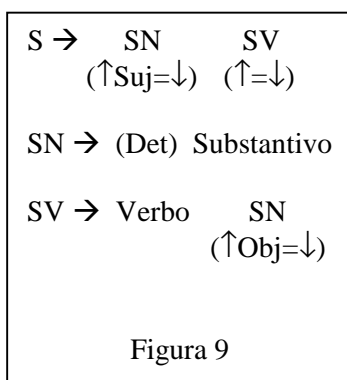 S → SN SV
(↑Suj=↓) (↑=↓)
SN → (Det) Substantivo
SV → Verbo SN
(↑Obj=↓)
Figura 9